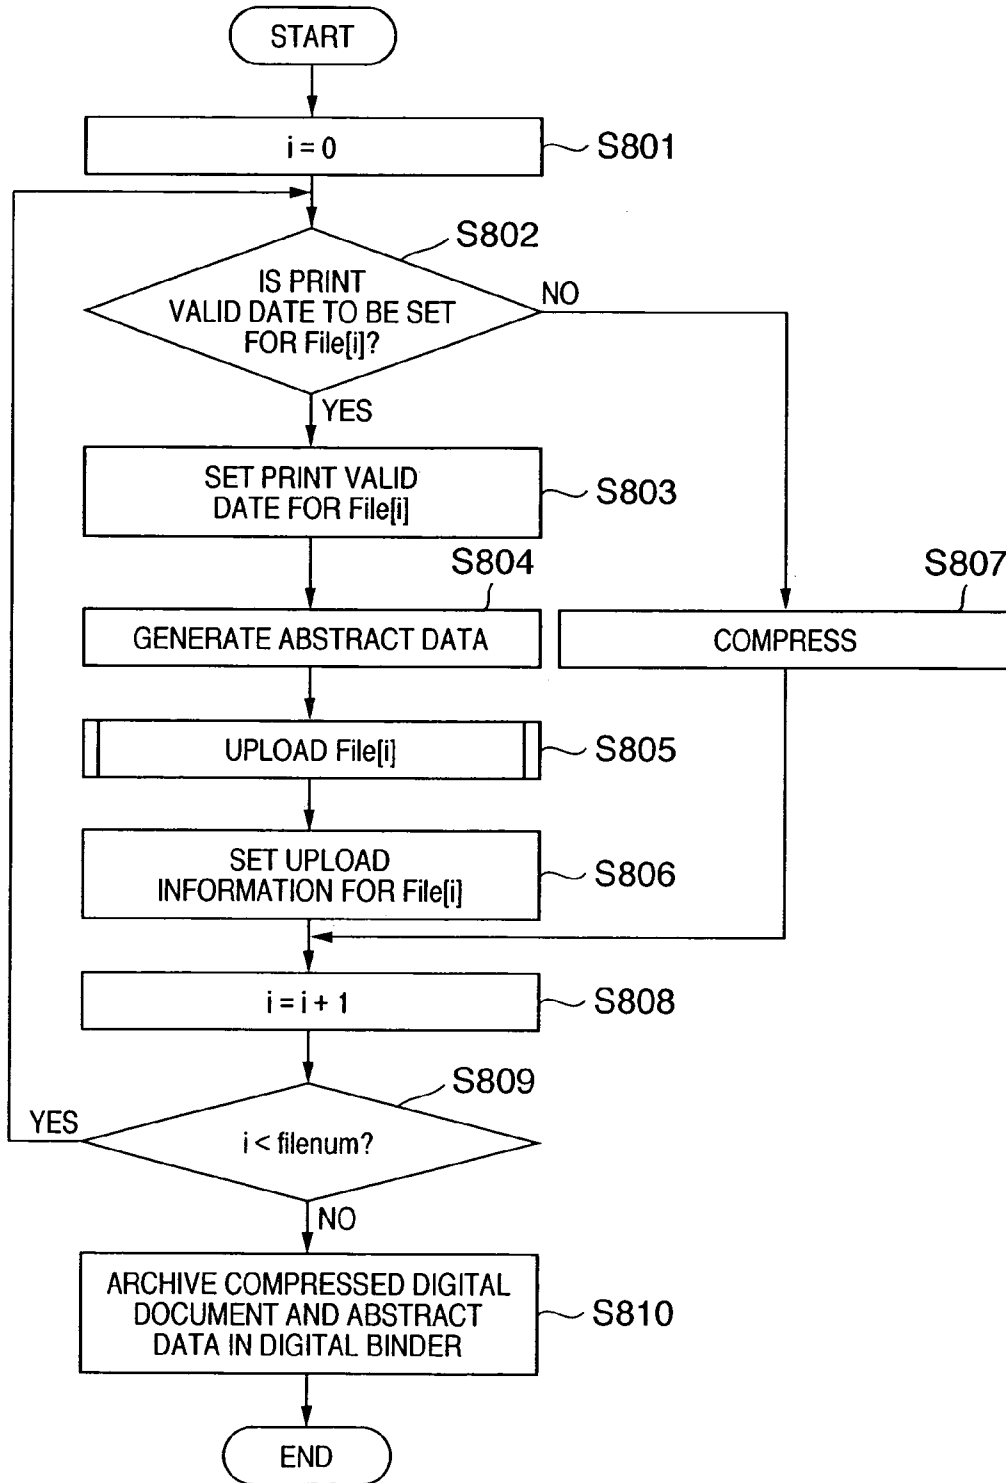 START
i = 0
S801
S802
IS PRINT
VALID DATE TO BE SET
FOR File[i]?
NO
YES
SET PRINT VALID
DATE FOR File[i]
S803
S804
GENERATE ABSTRACT DATA
S807
COMPRESS
UPLOAD File[i]
S805
SET UPLOAD
INFORMATION FOR File[i]
S806
i = i + 1
S808
S809
YES
i < filenum?
NO
ARCHIVE COMPRESSED DIGITAL
DOCUMENT AND ABSTRACT
DATA IN DIGITAL BINDER
S810
END